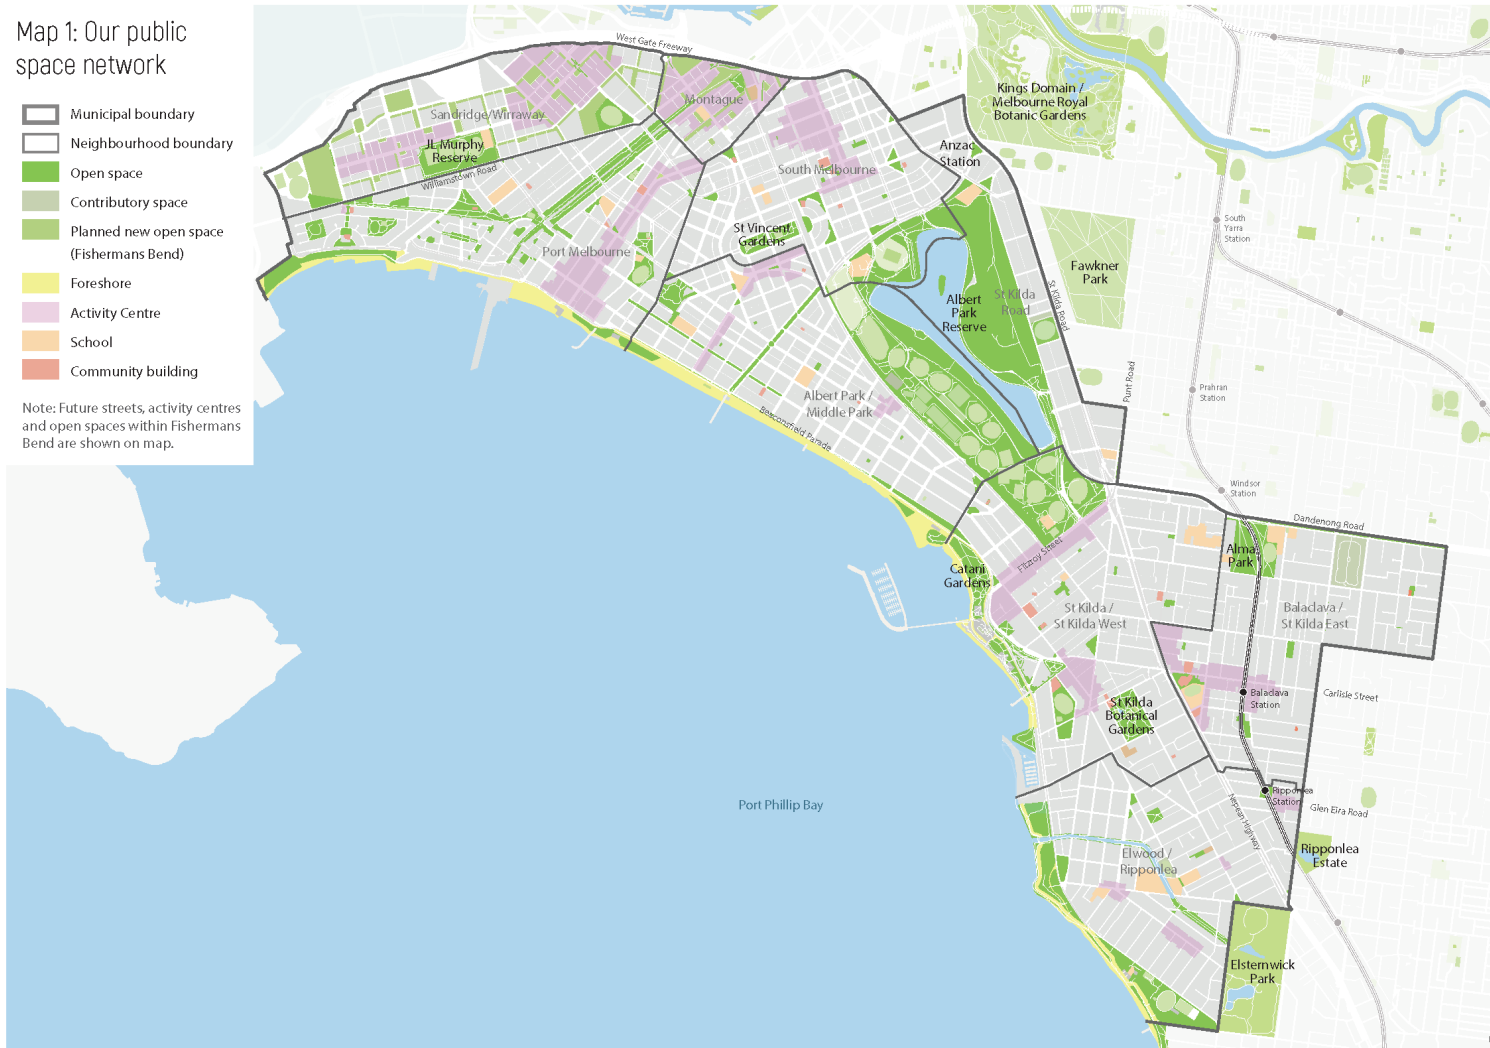 Map 1: Our public
space network
Municipal boundary
Neighbourhood boundary
Open space
Contributory space
Planned new open space
(Fishermans Bend)
Foreshore
Activity Centre
School
Community building
Note: Future streets, activity centres
and open spaces within Fishermans
Bend are shown on map.
West Gate Freeway
Sandridge/Wirraway
Montague
JL Murphy
Reserve
Williamstown Road
South Melbourne
Kings Domain /
Melbourne Royal
Botanic Gardens
Anzac
Station
South
Yarra
Station
St Vincent
Gardens
Port Melbourne
Fawkner
Park
St Kilda
Road
St Kilda Road
Albert
Park
Reserve
Punt Road
Prahran
Station
Albert Park /
Middle Park
Beaconsfield Parade
Windsor
Station
Dandenong Road
Alma
Park
Fitzroy Street
Catani
Gardens
St Kilda /
St Kilda West
Balaclava /
St Kilda East
Carlisle Street
Balaclava
Station
St Kilda
Botanical
Gardens
Port Phillip Bay
Ripponlea
Station
Glen Eira Road
Nepean Highway
Ripponlea
Estate
Elwood /
Ripponlea
Elsternwick
Park